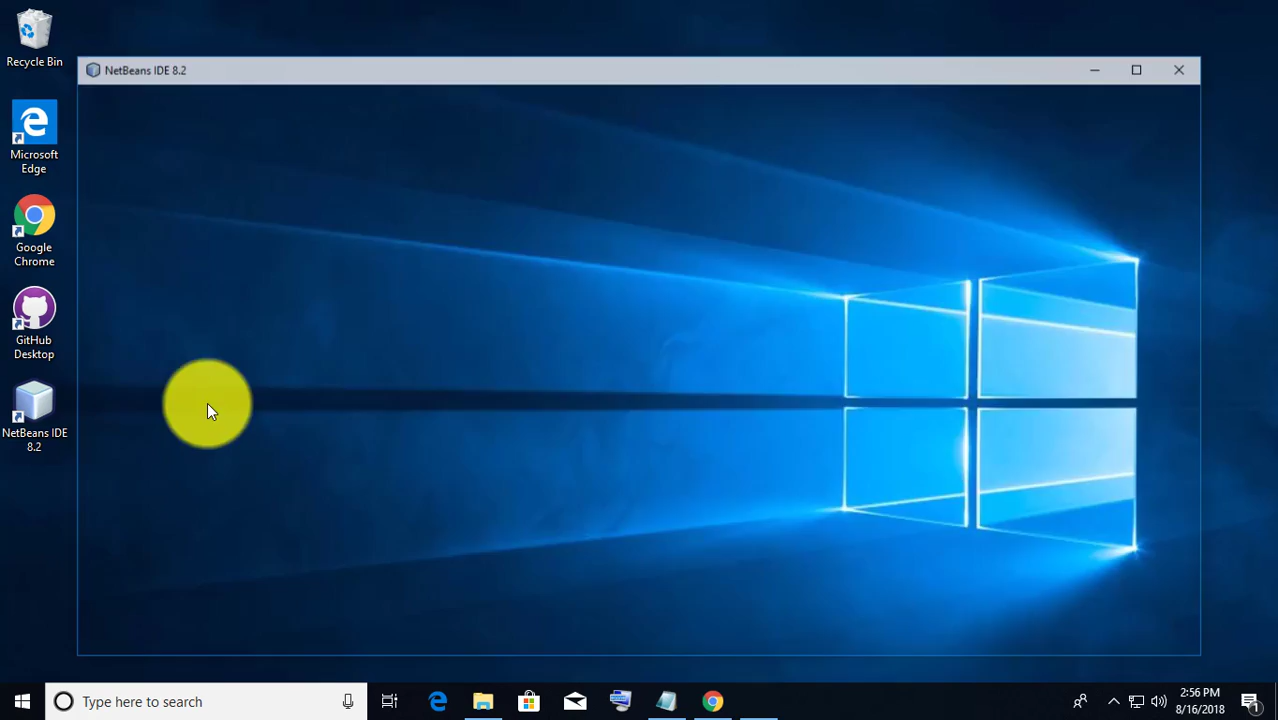 Recycle Bin
Microsoft
Edge
Google
Chrome
GitHub
Desktop
NetBeans IDE
8.2
NetBeans IDE 8.2
Type here to search
2:56 PM
8/16/2018
1